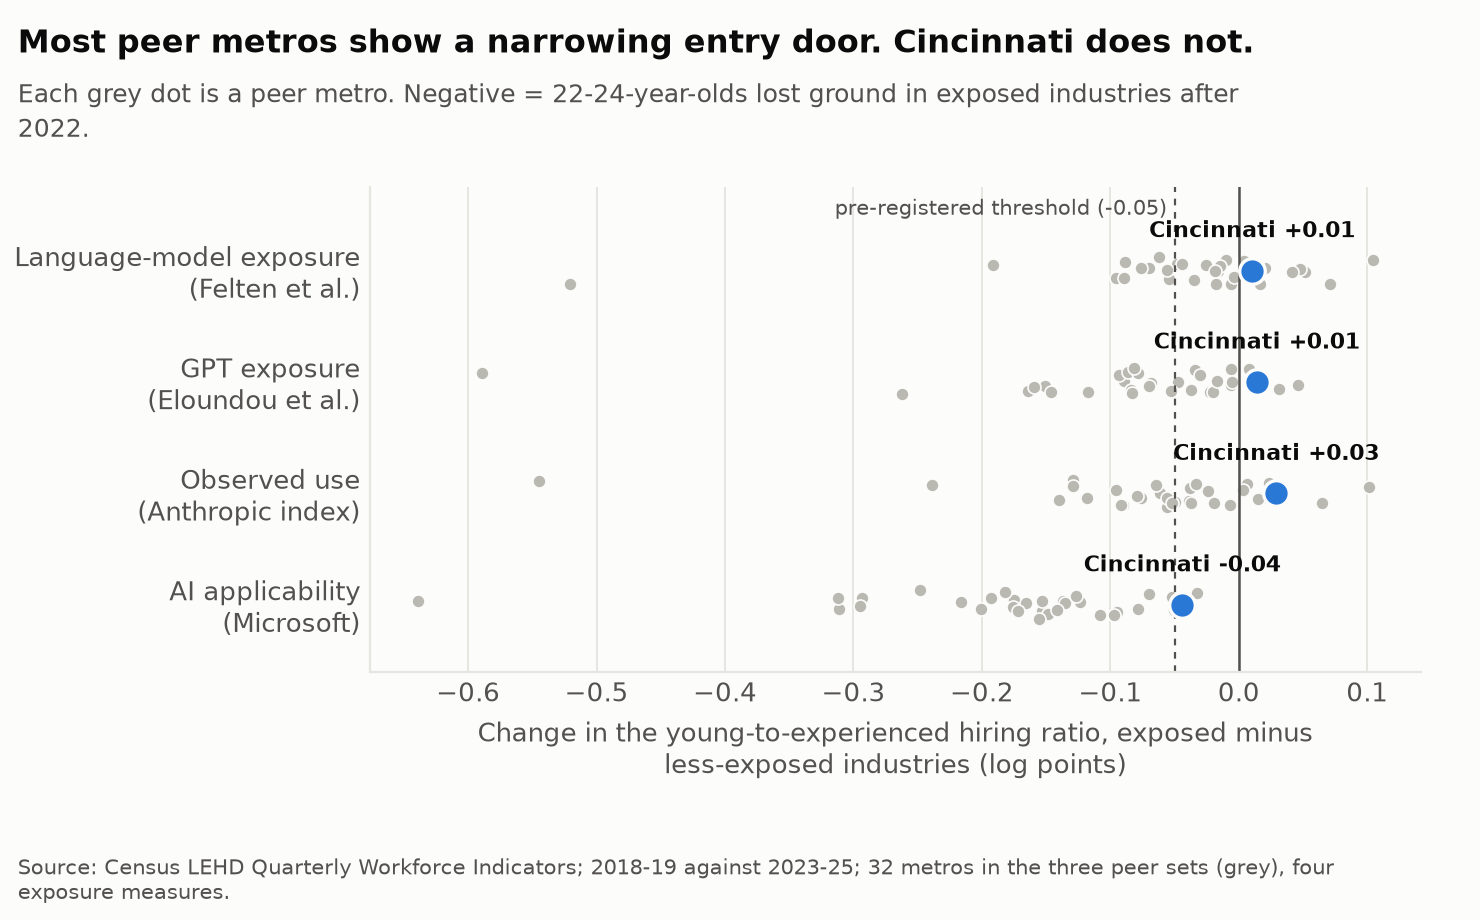 Most peer metros show a narrowing entry door. Cincinnati does not.
Each grey dot is a peer metro. Negative = 22-24-year-olds lost ground in exposed industries after
2022.
pre-registered threshold (-0.05)
Cincinnati +0.01
Language-model exposure
(Felten et al.)
Cincinnati +0.01
GPT exposure
(Eloundou et al.)
Cincinnati +0.03
Observed use
(Anthropic index)
Cincinnati -0.04
AI applicability
(Microsoft)
−0.6 −0.5 −0.4 −0.3 −0.2 −0.1 0.0 0.1
Change in the young-to-experienced hiring ratio, exposed minus
less-exposed industries (log points)
Source: Census LEHD Quarterly Workforce Indicators; 2018-19 against 2023-25; 32 metros in the three peer sets (grey), four
exposure measures.